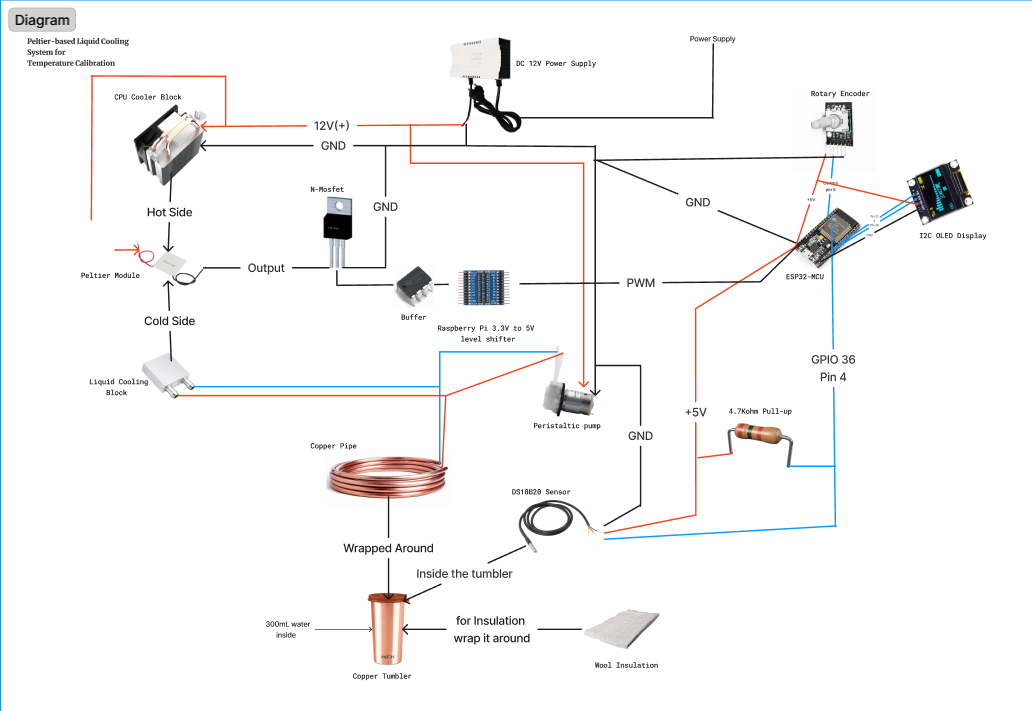 Diagram
Peltier-based Liquid Cooling
System for
Temperature Calibration
Power Supply
DC 12V Power Supply
CPU Cooler Block
Rotary Encoder
12V(+)
GND
N-Mosfet
GND
Hot Side
GND
+5V
pin 5
I2C OLED Display
Peltier Module
Output
ESP32-MCU
PWM
Buffer
Raspberry Pi 3.3V to 5V
level shifter
Cold Side
Liquid Cooling
Block
GPIO 36
Pin 4
Peristaltic pump
+5V
4.7Kohm Pull-up
GND
Copper Pipe
DS18B20 Sensor
Wrapped Around
Inside the tumbler
300mL water
inside
for Insulation
wrap it around
Wool Insulation
Copper Tumbler